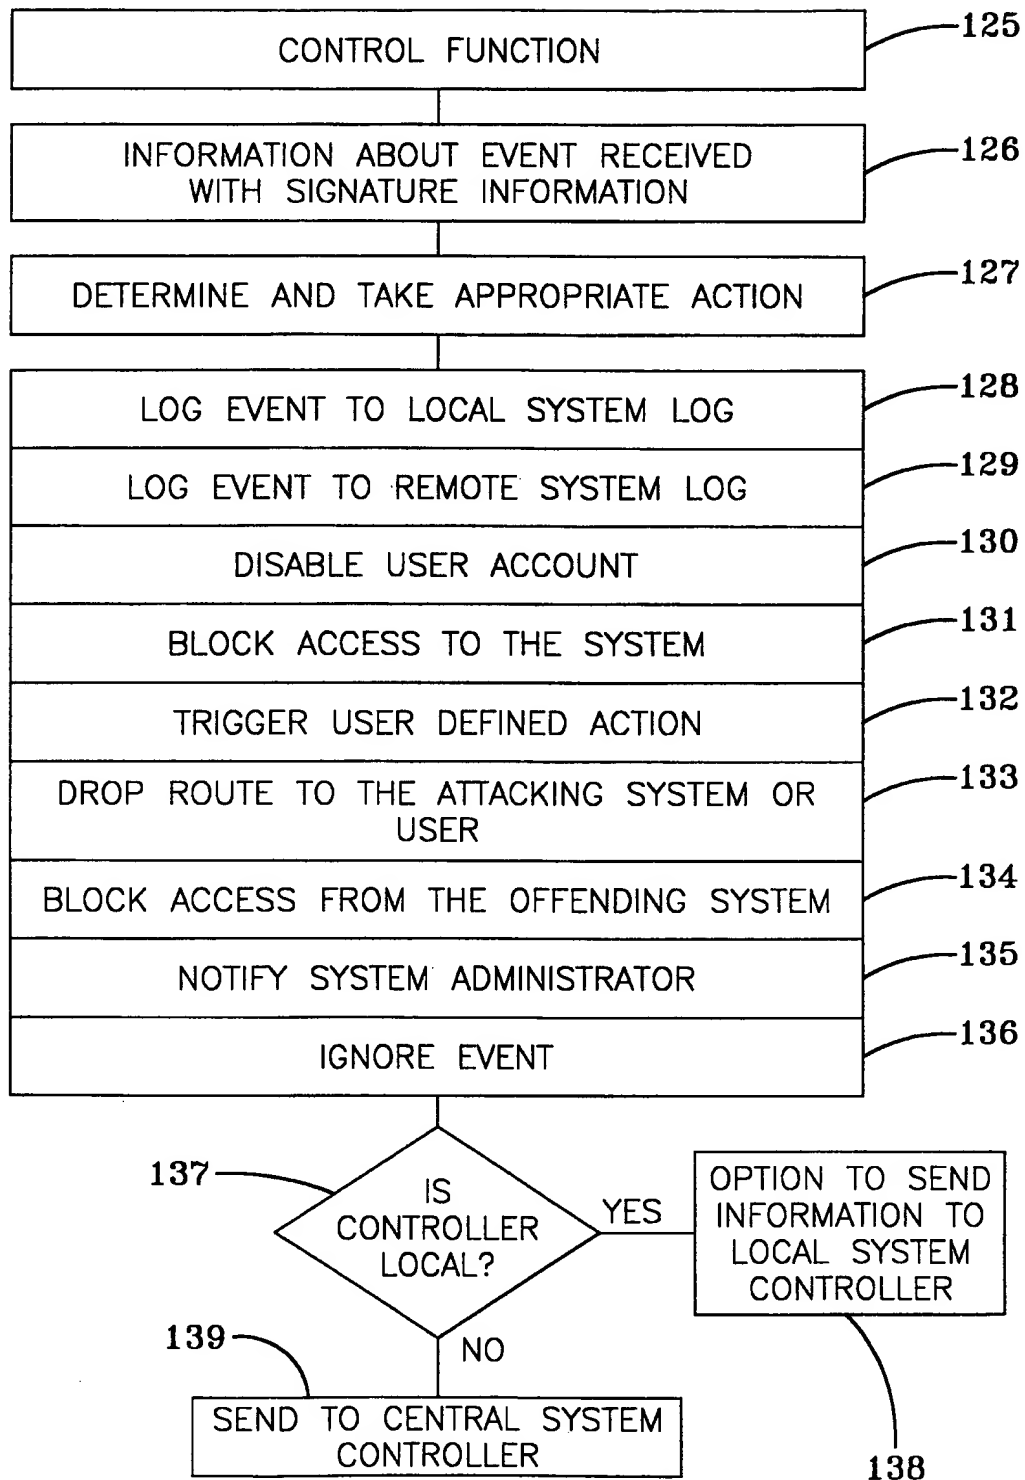 CONTROL FUNCTION
125
INFORMATION ABOUT EVENT RECEIVED
WITH SIGNATURE INFORMATION
126
DETERMINE AND TAKE APPROPRIATE ACTION
127
LOG EVENT TO LOCAL SYSTEM LOG
128
LOG EVENT TO REMOTE SYSTEM LOG
129
DISABLE USER ACCOUNT
130
BLOCK ACCESS TO THE SYSTEM
131
TRIGGER USER DEFINED ACTION
132
DROP ROUTE TO THE ATTACKING SYSTEM OR
USER
133
BLOCK ACCESS FROM THE OFFENDING SYSTEM
134
NOTIFY SYSTEM ADMINISTRATOR
135
IGNORE EVENT
136
137
IS
CONTROLLER
LOCAL?
YES
OPTION TO SEND
INFORMATION TO
LOCAL SYSTEM
CONTROLLER
138
NO
139
SEND TO CENTRAL SYSTEM
CONTROLLER